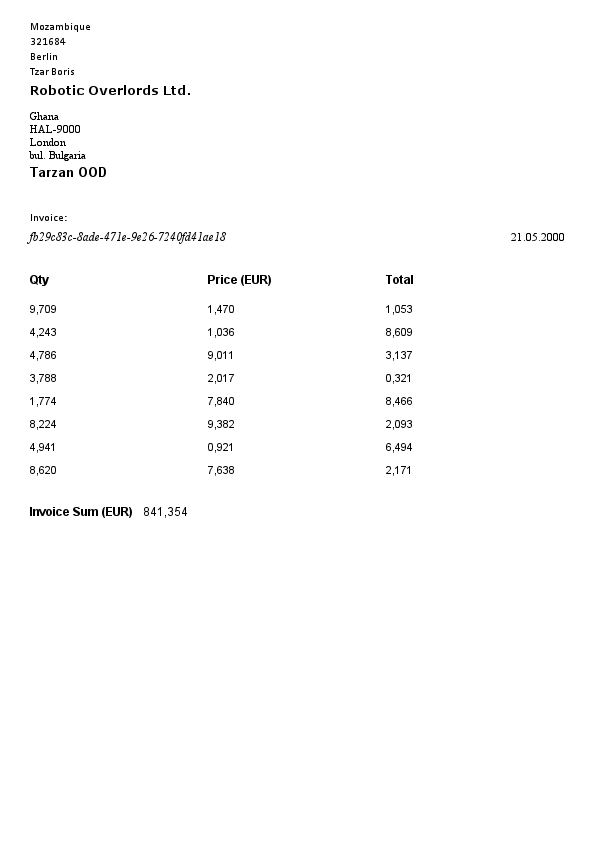 Mozambique
321684
Berlin
Tzar Boris
Robotic Overlords Ltd.
Ghana
HAL-9000
London
bul. Bulgaria
Tarzan OOD
Invoice:
fb29c83c-8ade-471e-9e26-7240fd41ae18 21.05.2000
Qty Price (EUR) Total
9,709 1,470 1,053
4,243 1,036 8,609
4,786 9,011 3,137
3,788 2,017 0,321
1,774 7,840 8,466
8,224 9,382 2,093
4,941 0,921 6,494
8,620 7,638 2,171
Invoice Sum (EUR) 841,354